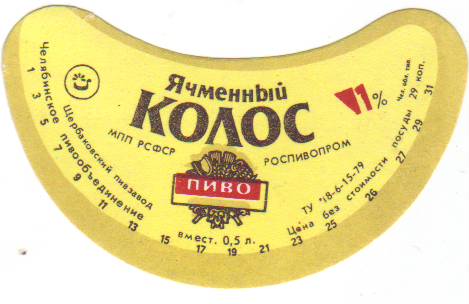 Ячменный
КОЛОС
11%
МПП РСФСР
РОСПИВОПРОМ
ПИВО
вмест. 0,5 л.
Челябинское пивообъединение
Щербаковский пивзавод
ТУ 18-6-15-79
Цена без стоимости посуды 29 коп.
1 3 5 7 9 11 13 15 17 19 21 23 25 26 27 29 31